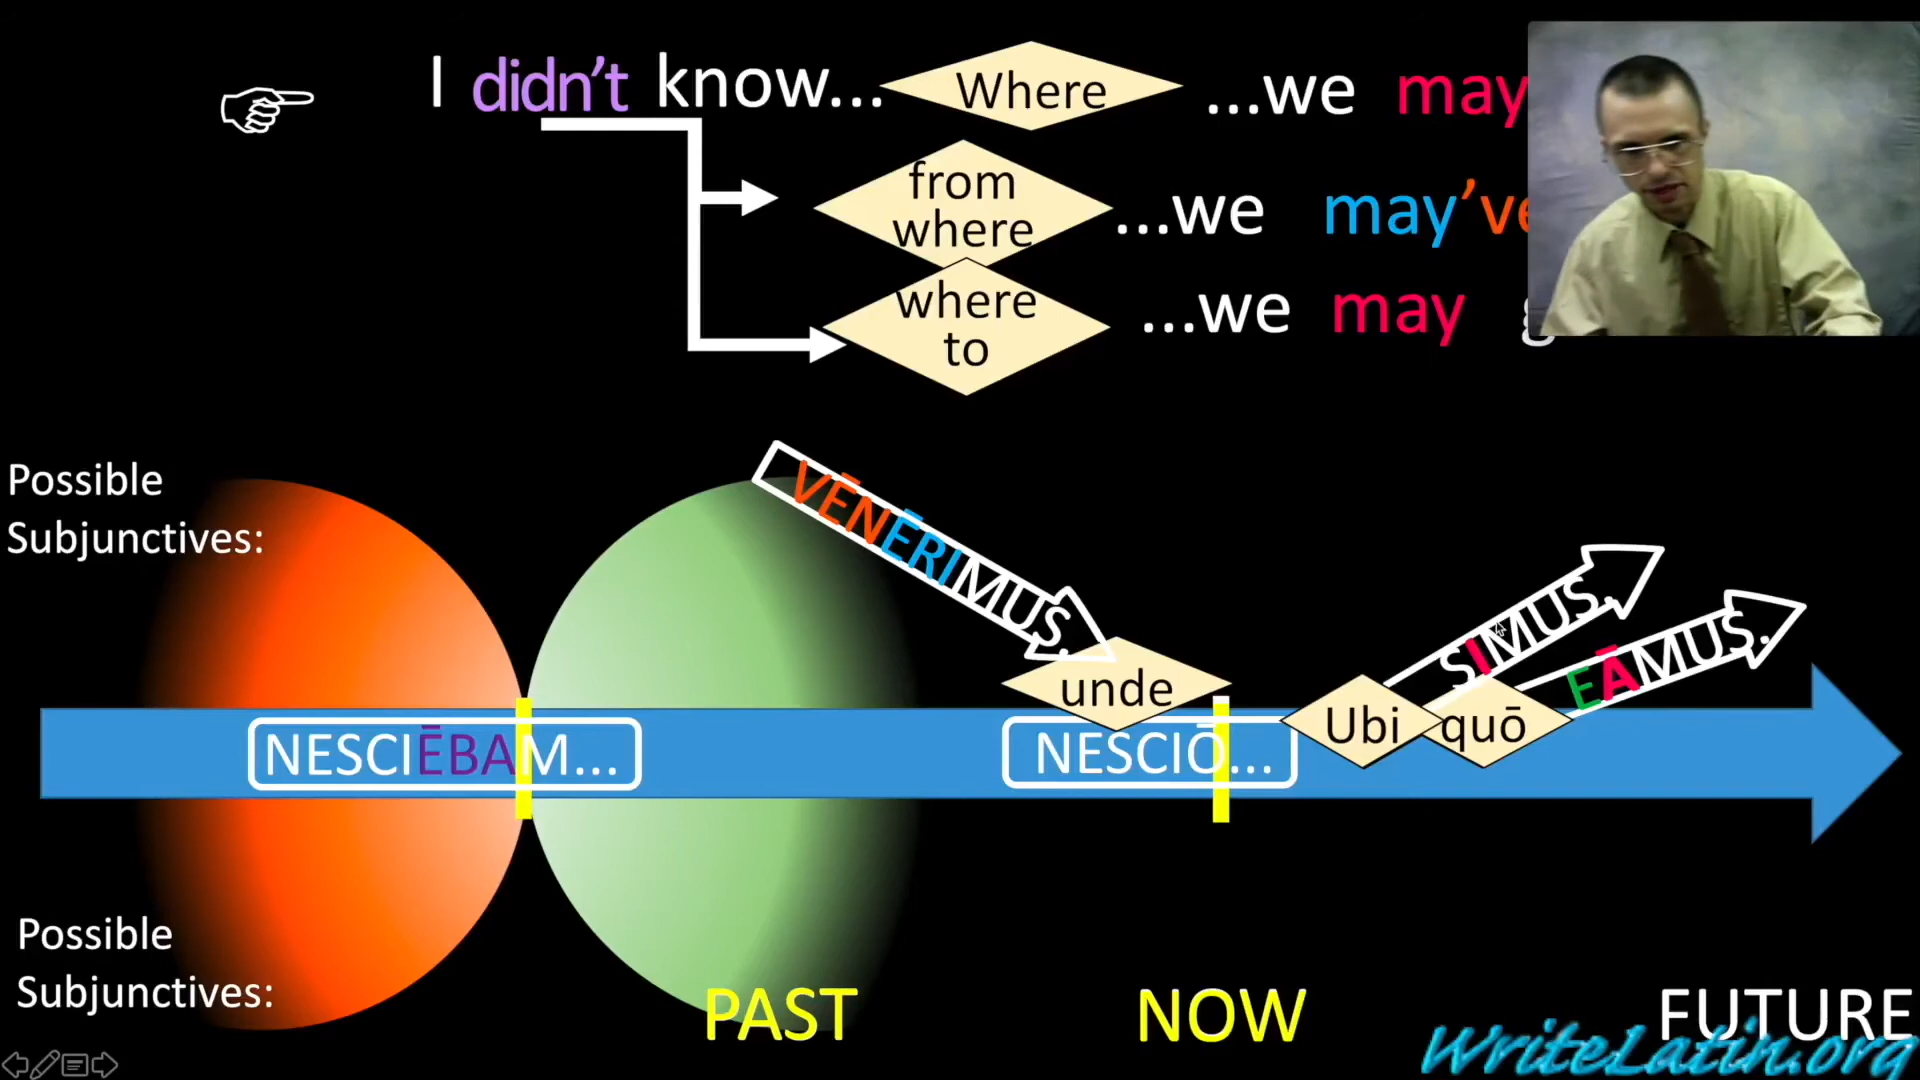 I didn't know... Where ...we may
from where ...we may've
where to ...we may
Possible
Subjunctives:
VĒNĒRIMUS.
SIMUS.
EĀMUS.
unde
Ubi
quō
NESCIĒBAM...
NESCIŌ...
Possible
Subjunctives:
PAST
NOW
FUTURE
WriteLatin.org